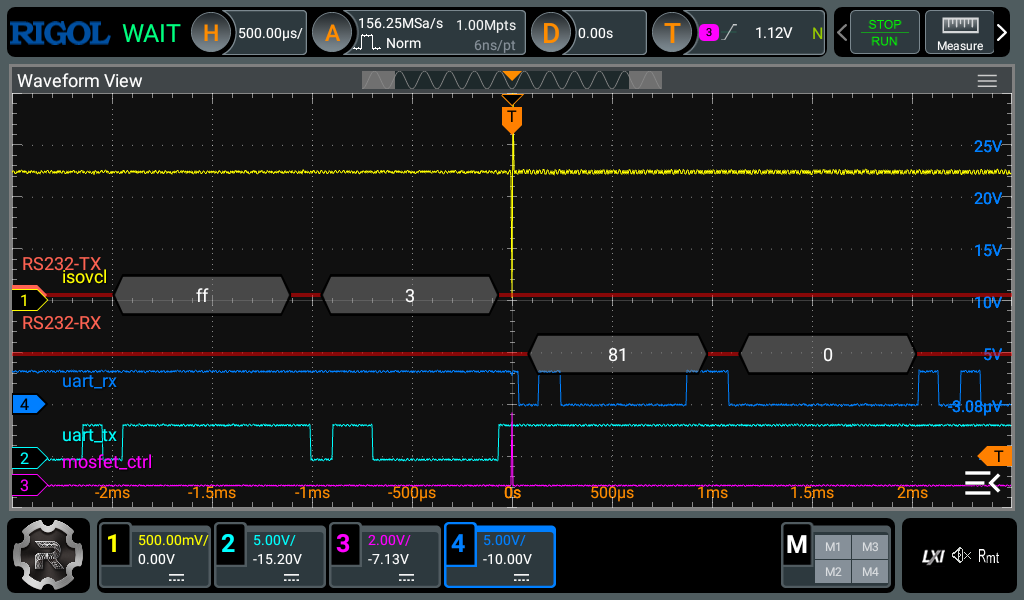 RIGOL WAIT H 500.00µs/ A 156.25MSa/s 1.00Mpts Norm 6ns/pt D 0.00s T 3 1.12V N STOP RUN Measure
Waveform View
T
25V
20V
15V
RS232-TX
isovcl
1 ff 3 10V
RS232-RX
81 0 5V
uart_rx
4 -3.08µV
uart_tx
2 T
mosfet_ctrl
3
-2ms -1.5ms -1ms -500µs 0s 500µs 1ms 1.5ms 2ms
1 500.00mV/ 0.00V 2 5.00V/ -15.20V 3 2.00V/ -7.13V 4 5.00V/ -10.00V M M1 M3 M2 M4 LXI Rmt